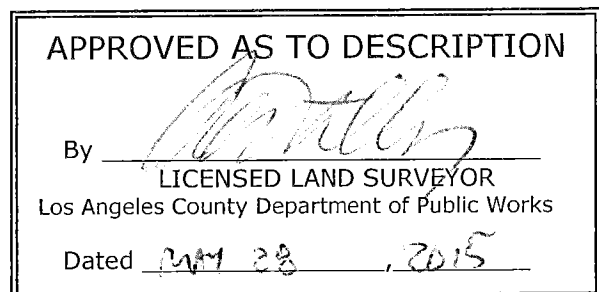 APPROVED AS TO DESCRIPTION
By
LICENSED LAND SURVEYOR
Los Angeles County Department of Public Works
Dated MAY 28 , 2015